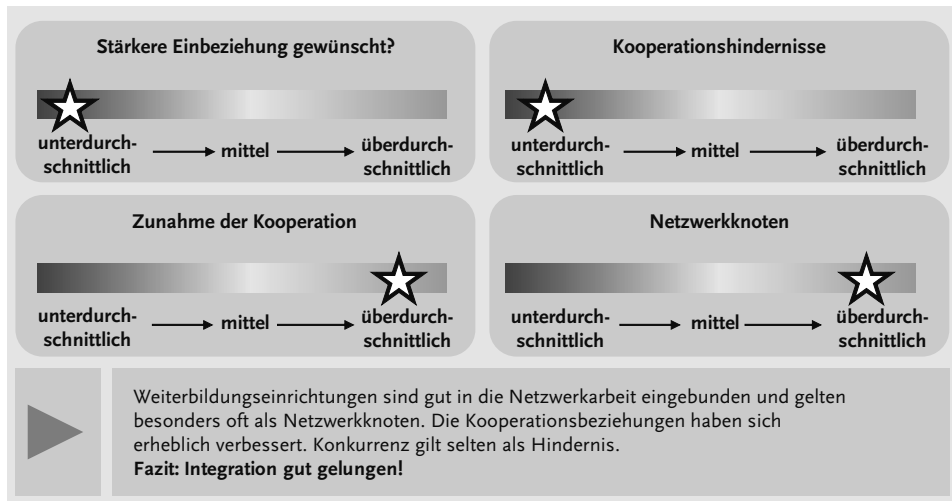 Stärkere Einbeziehung gewünscht?
unterdurch-
schnittlich
mittel
überdurch-
schnittlich
Kooperationshindernisse
unterdurch-
schnittlich
mittel
überdurch-
schnittlich
Zunahme der Kooperation
unterdurch-
schnittlich
mittel
überdurch-
schnittlich
Netzwerkknoten
unterdurch-
schnittlich
mittel
überdurch-
schnittlich
Weiterbildungseinrichtungen sind gut in die Netzwerkarbeit eingebunden und gelten
besonders oft als Netzwerkknoten. Die Kooperationsbeziehungen haben sich
erheblich verbessert. Konkurrenz gilt selten als Hindernis.
Fazit: Integration gut gelungen!